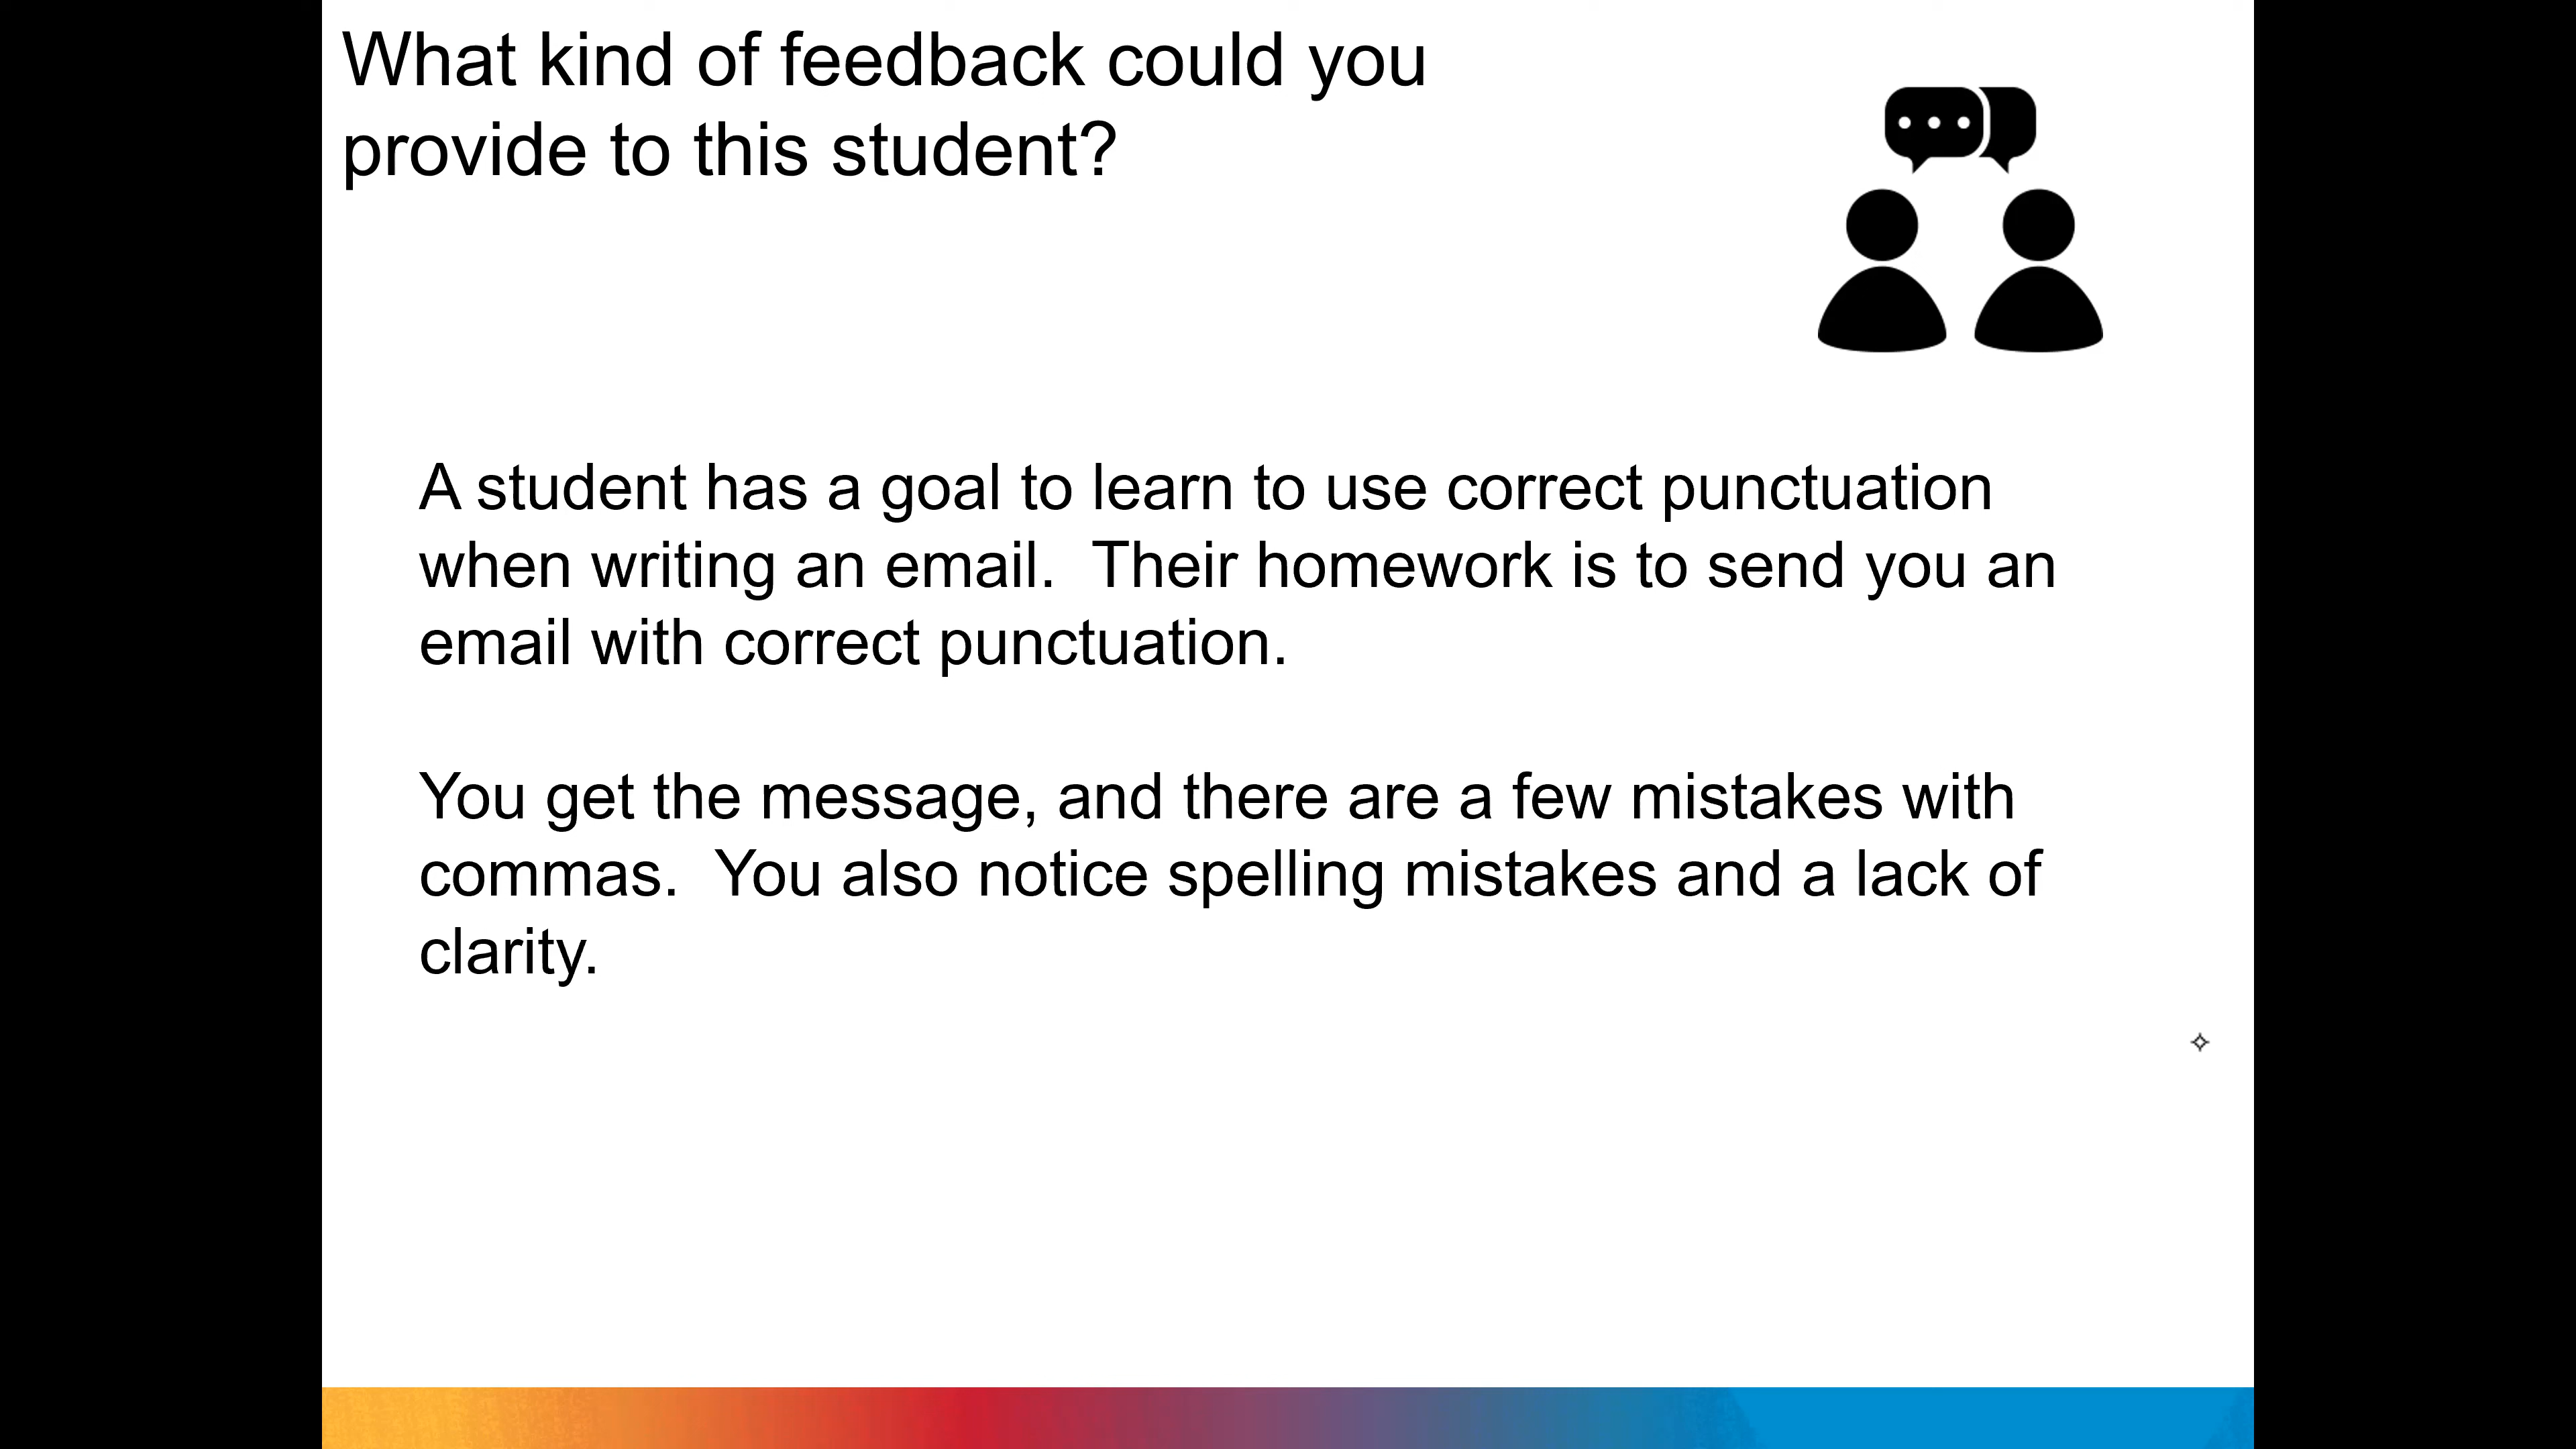 What kind of feedback could you
provide to this student?
A student has a goal to learn to use correct punctuation
when writing an email.  Their homework is to send you an
email with correct punctuation.
You get the message, and there are a few mistakes with
commas.  You also notice spelling mistakes and a lack of
clarity.